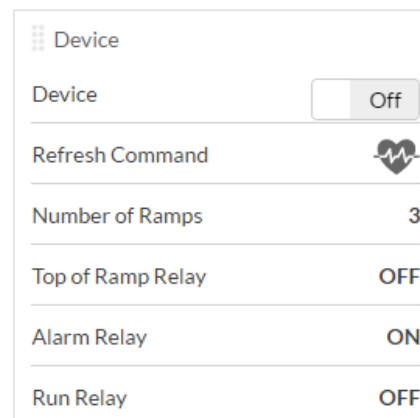 Device
Device Off
Refresh Command
Number of Ramps 3
Top of Ramp Relay OFF
Alarm Relay ON
Run Relay OFF